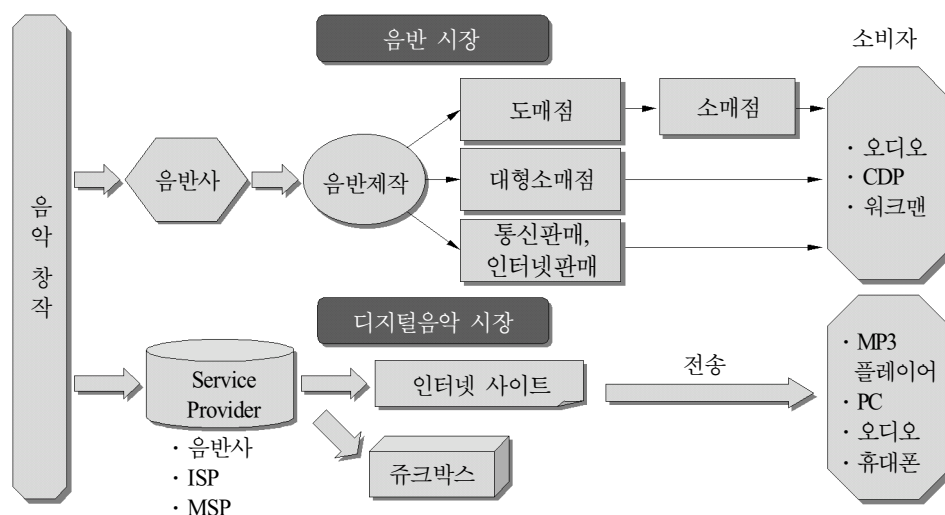 음반 시장
소비자
음악 창작
음반사
음반제작
도매점
소매점
대형소매점
통신판매,
인터넷판매
· 오디오
· CDP
· 워크맨
디지털음악 시장
Service
Provider
· 음반사
· ISP
· MSP
인터넷 사이트
쥬크박스
전송
· MP3
플레이어
· PC
· 오디오
· 휴대폰